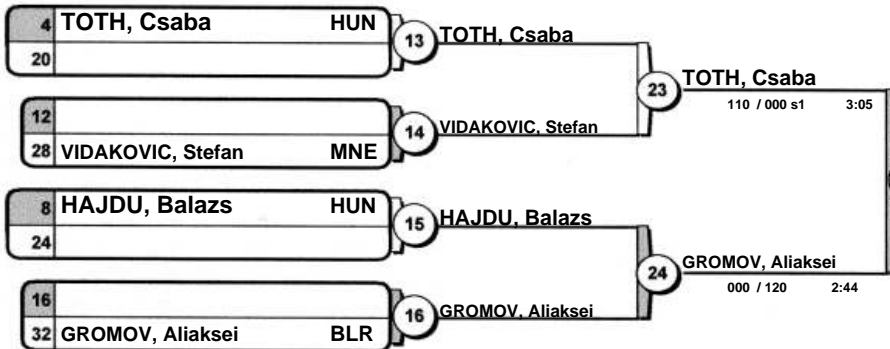 4 TOTH, Csaba HUN
20
13 TOTH, Csaba
12
28 VIDAKOVIC, Stefan MNE
14 VIDAKOVIC, Stefan
23 TOTH, Csaba
110 / 000 s1 3:05
8 HAJDU, Balazs HUN
24
15 HAJDU, Balazs
16
32 GROMOV, Aliaksei BLR
16 GROMOV, Aliaksei
24 GROMOV, Aliaksei
000 / 120 2:44